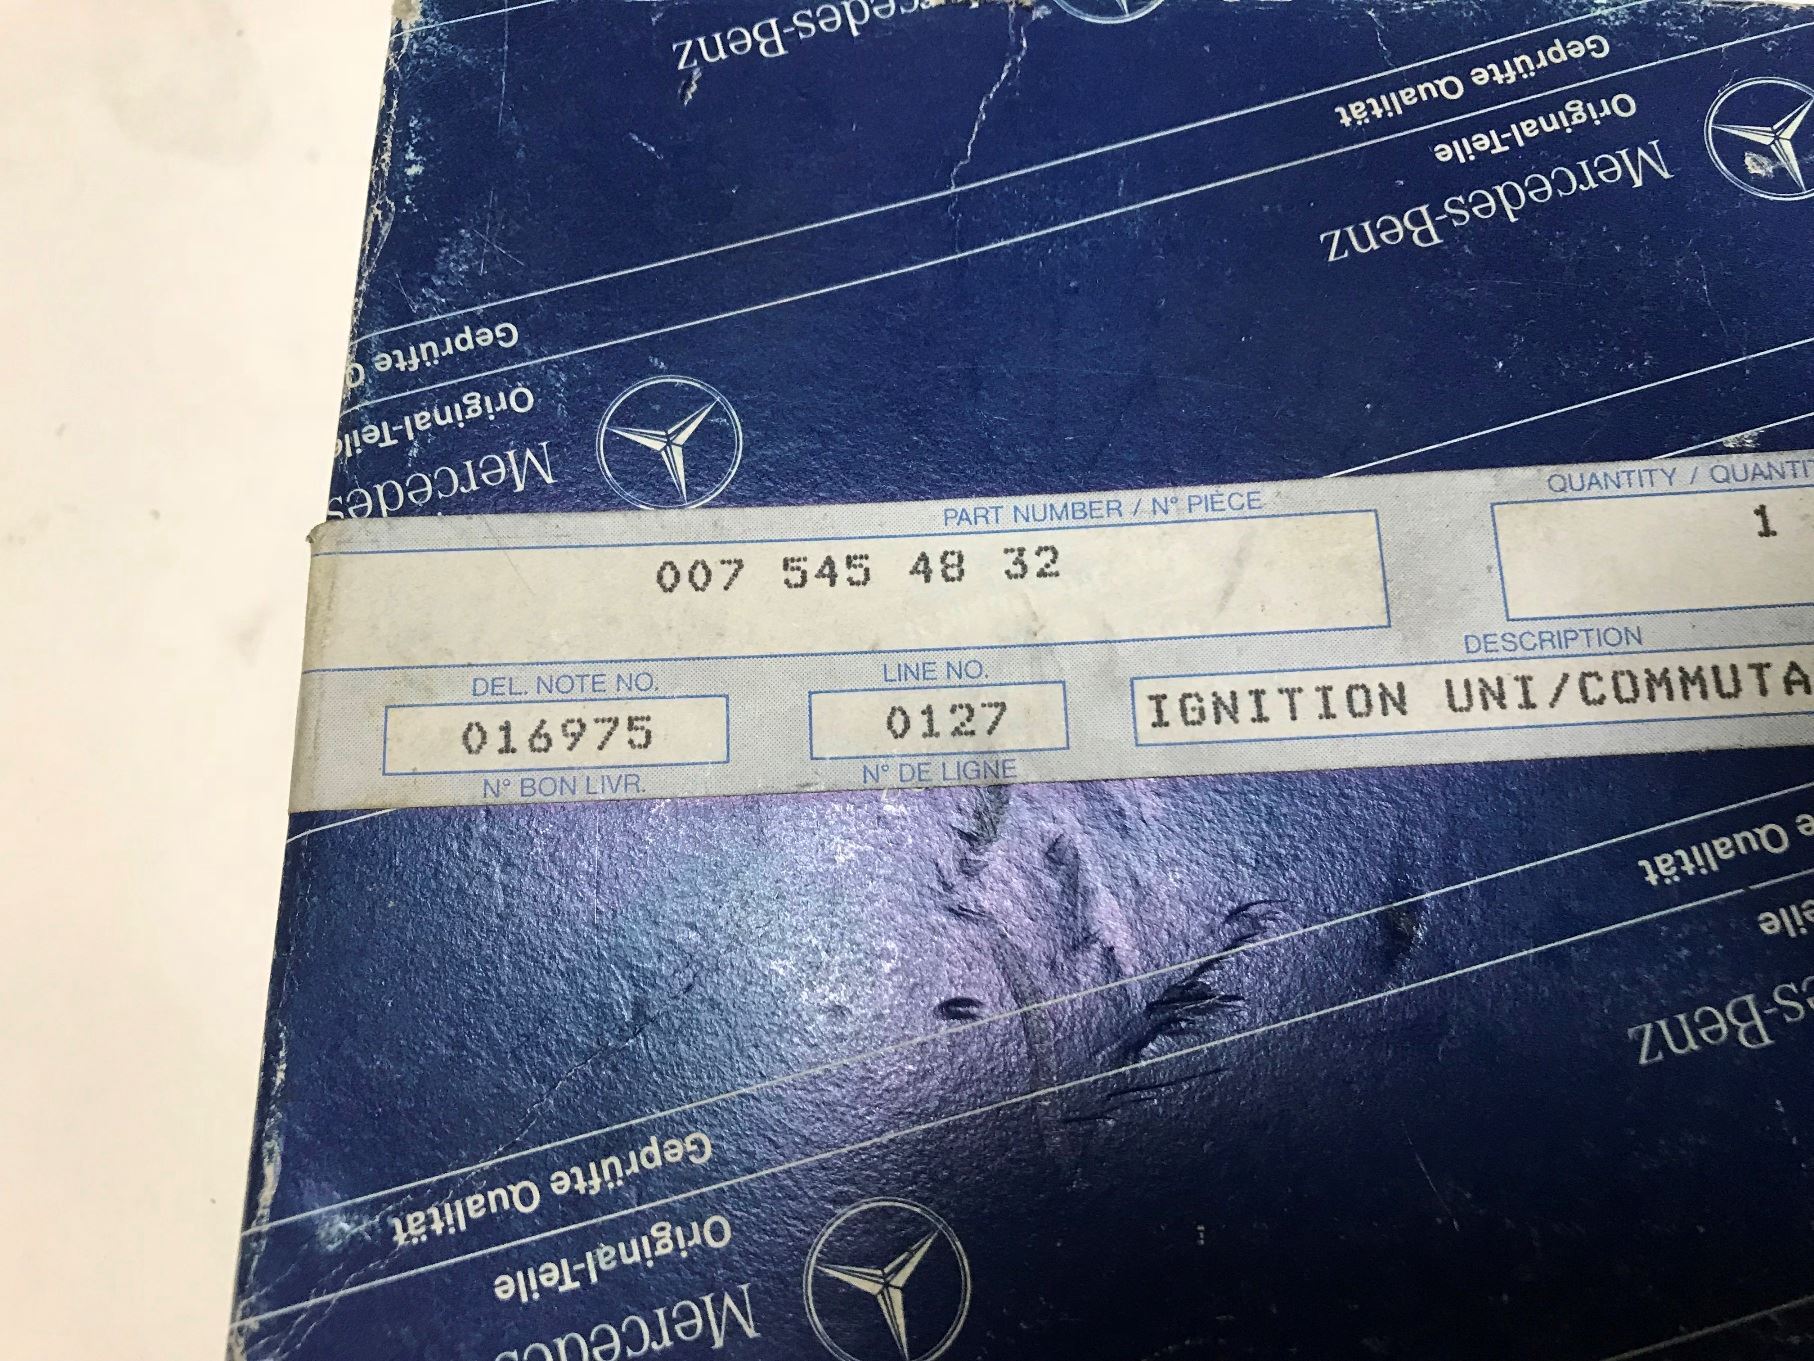 Mercedes-Benz
Geprüfte Qualität
Original-Teile
Mercedes-Benz
Geprüfte Q
Original-Teile
Mercedes
PART NUMBER / N° PIÈCE
007 545 48 32
QUANTITY / QUANTI
1
DEL. NOTE NO.
016975
N° BON LIVR.
LINE NO.
0127
N° DE LIGNE
DESCRIPTION
IGNITION UNI/COMMUTA
e Qualität
eile
es-Benz
Geprüfte Qualität
Original-Teile
Mercedes